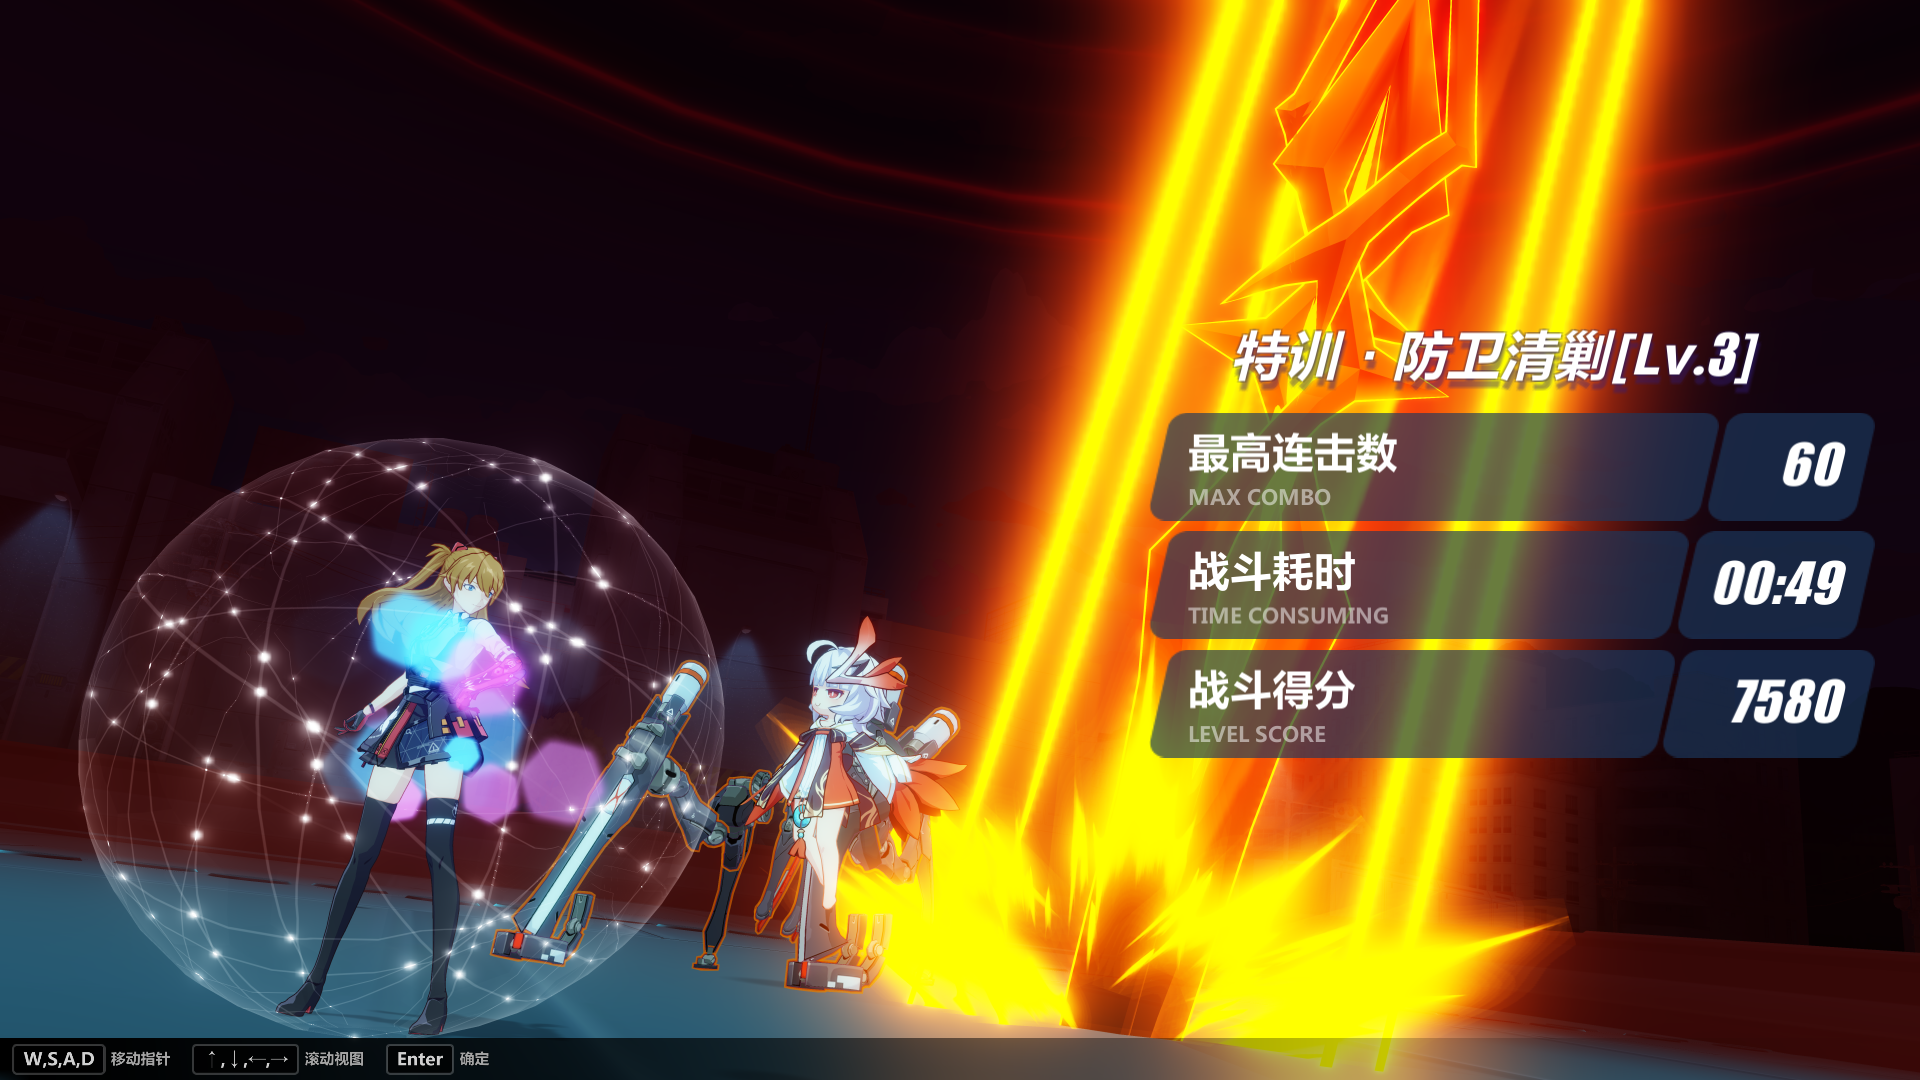 特训·防卫清剿[Lv.3]
最高连击数
MAX COMBO
60
战斗耗时
TIME CONSUMING
00:49
战斗得分
LEVEL SCORE
7580
W,S,A,D 移动指针 ↑,↓,←,→ 滚动视图 Enter 确定